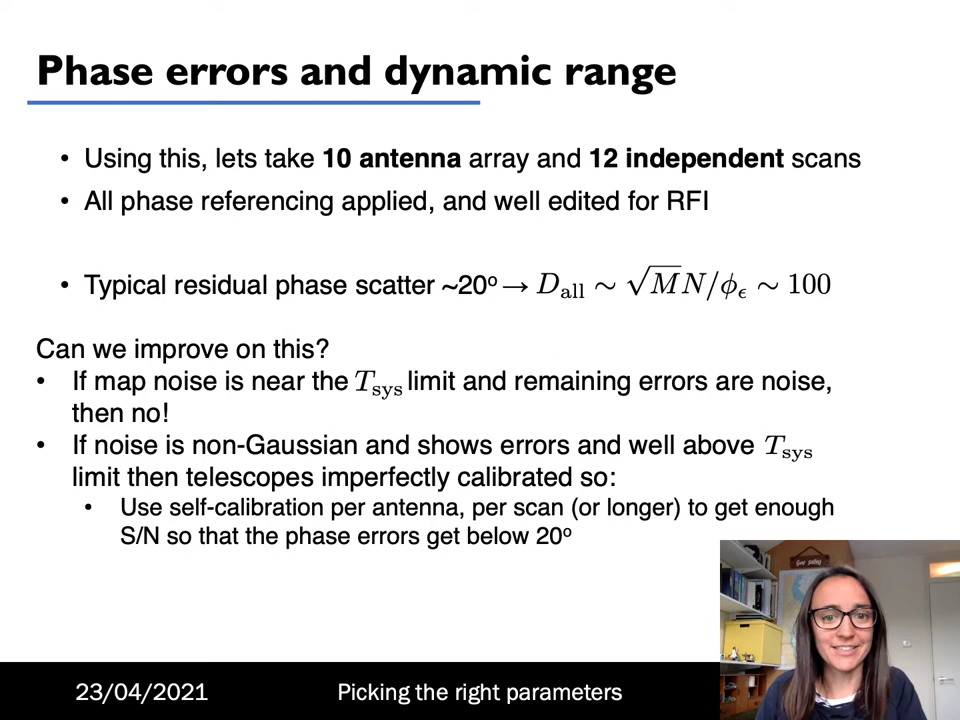 Phase errors and dynamic range
• Using this, lets take 10 antenna array and 12 independent scans
• All phase referencing applied, and well edited for RFI
• Typical residual phase scatter ~20º → D_all ∼ √M N/ϕ_ϵ ∼ 100
Can we improve on this?
• If map noise is near the T_sys limit and remaining errors are noise,
then no!
• If noise is non-Gaussian and shows errors and well above T_sys
limit then telescopes imperfectly calibrated so:
• Use self-calibration per antenna, per scan (or longer) to get enough
S/N so that the phase errors get below 20º
23/04/2021 Picking the right parameters